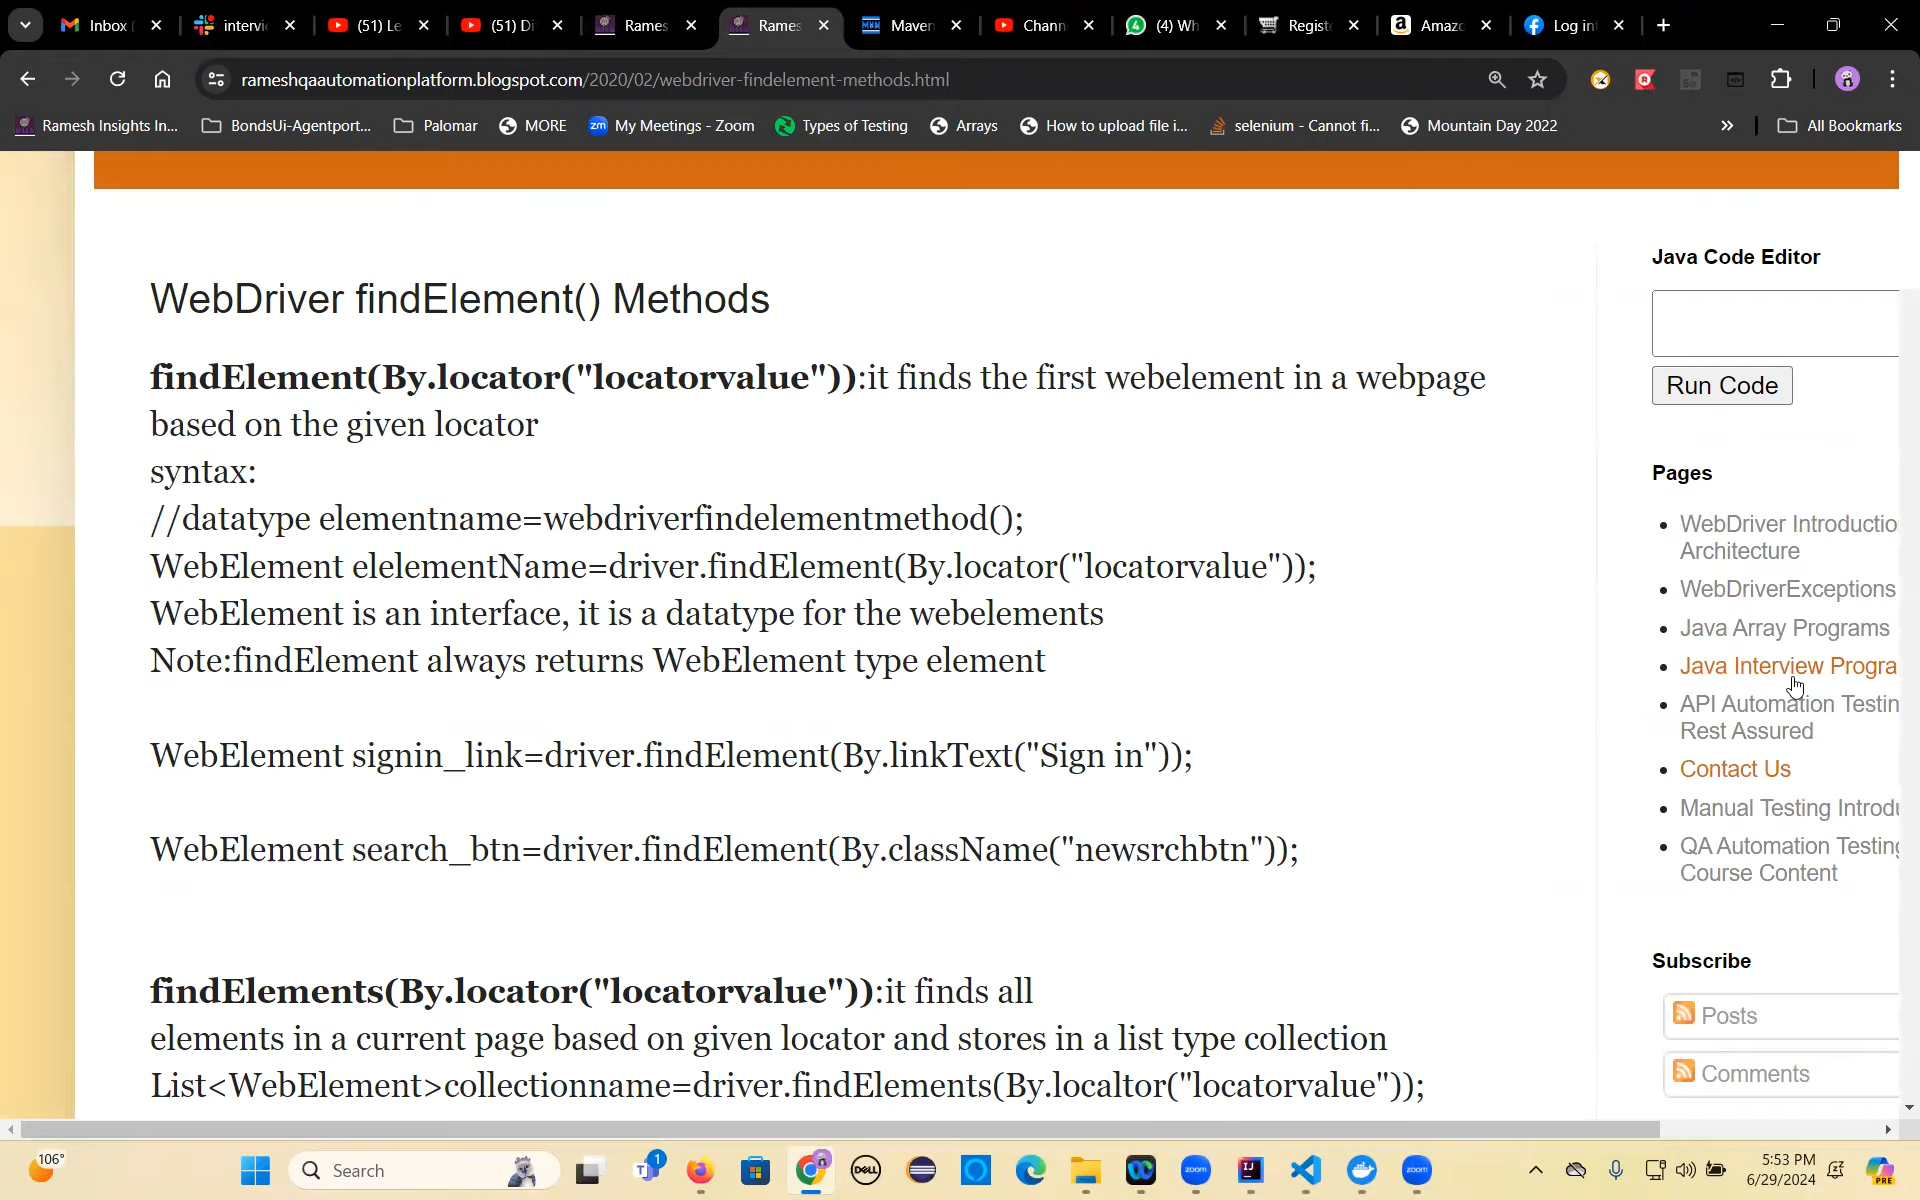 Inbox (
intervi
(51) Le
(51) Di
Rames
Rames
Maven
Chann
(4) Wh
Registe
Amazo
Log in
rameshqaautomationplatform.blogspot.com/2020/02/webdriver-findelement-methods.html
Ramesh Insights In...
BondsUi-Agentport...
Palomar
MORE
zm My Meetings - Zoom
Types of Testing
Arrays
How to upload file i...
selenium - Cannot fi...
Mountain Day 2022
All Bookmarks
WebDriver findElement() Methods
findElement(By.locator("locatorvalue")):it finds the first webelement in a webpage
based on the given locator
syntax:
//datatype elementname=webdriverfindelementmethod();
WebElement elelementName=driver.findElement(By.locator("locatorvalue"));
WebElement is an interface, it is a datatype for the webelements
Note:findElement always returns WebElement type element
WebElement signin_link=driver.findElement(By.linkText("Sign in"));
WebElement search_btn=driver.findElement(By.className("newsrchbtn"));
findElements(By.locator("locatorvalue")):it finds all
elements in a current page based on given locator and stores in a list type collection
List<WebElement>collectionname=driver.findElements(By.localtor("locatorvalue"));
Java Code Editor
Run Code
Pages
WebDriver Introductio
Architecture
WebDriverExceptions
Java Array Programs
Java Interview Progra
API Automation Testin
Rest Assured
Contact Us
Manual Testing Introdu
QA Automation Testing
Course Content
Subscribe
Posts
Comments
106°
Search
1
DELL
zoom
IJ
zoom
5:53 PM
6/29/2024
PRE